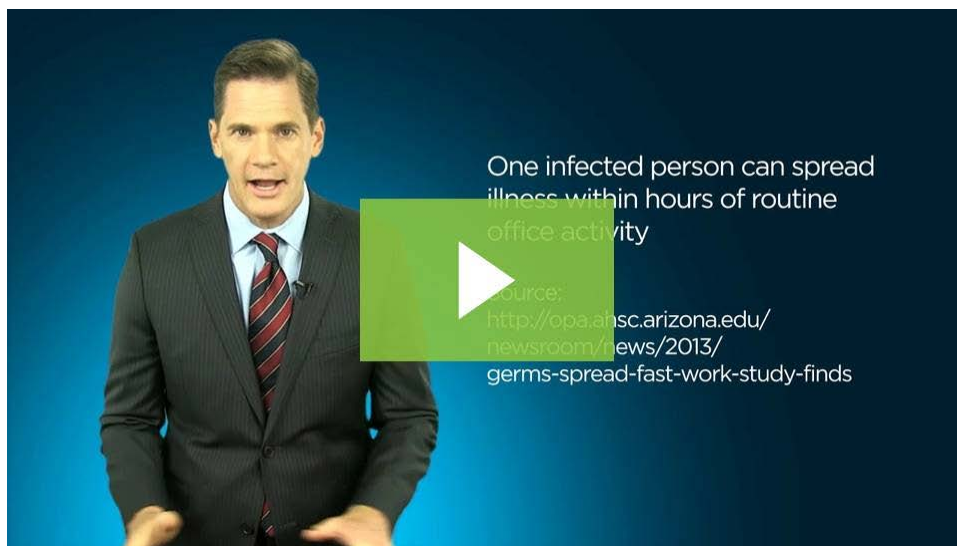 One infected person can spread
illness within hours of routine
office activity
Source:
http://opa.ahsc.arizona.edu/
newsroom/news/2013/
germs-spread-fast-work-study-finds